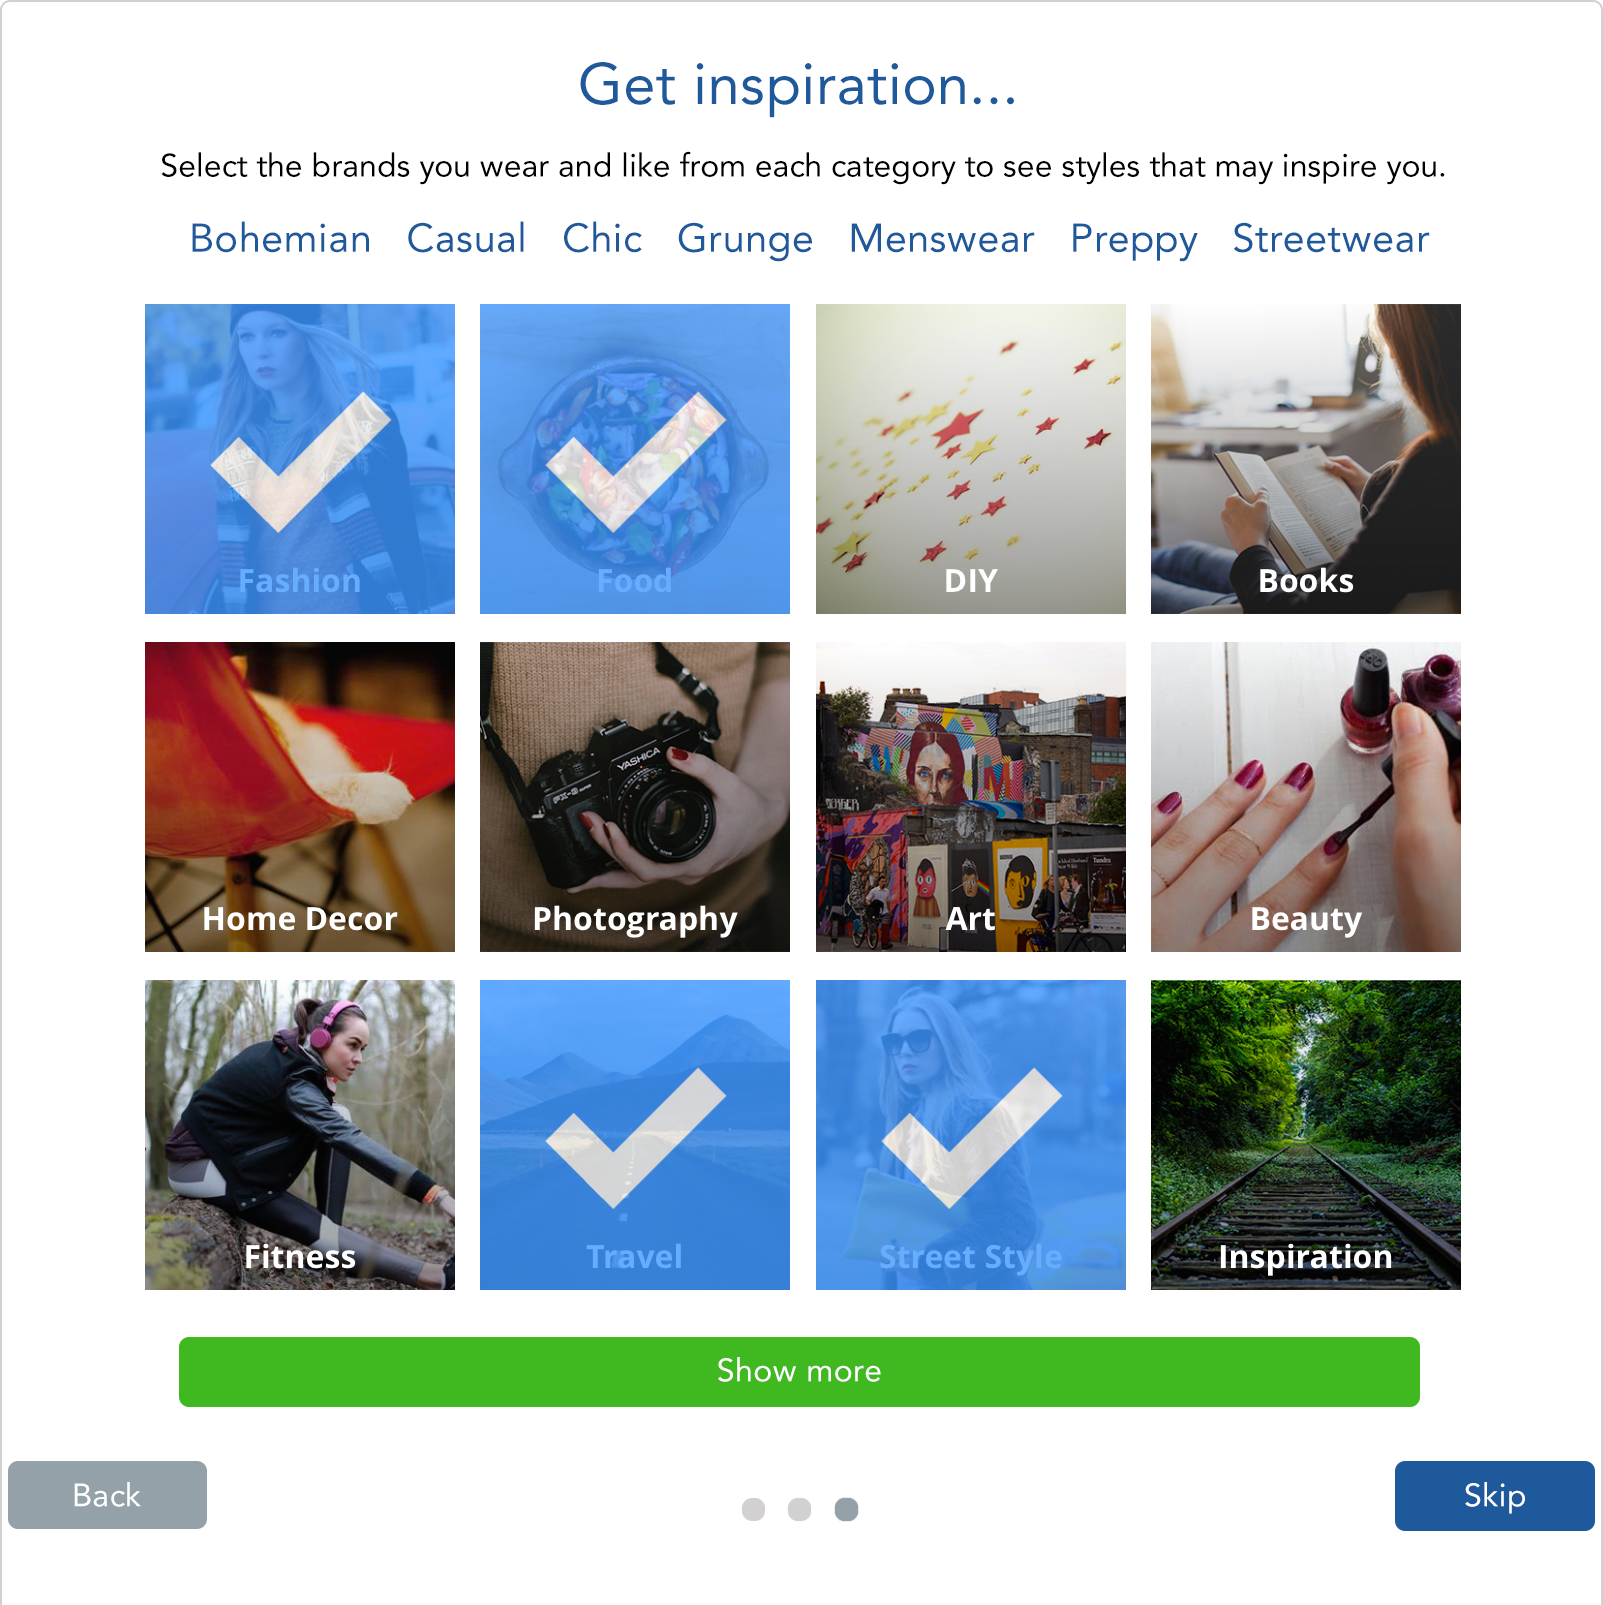 Get inspiration...
Select the brands you wear and like from each category to see styles that may inspire you.
Bohemian Casual Chic Grunge Menswear Preppy Streetwear
Fashion
Food
DIY
Books
YASHICA
Home Decor
Photography
Art
Beauty
Fitness
Travel
Street Style
Inspiration
Show more
Back
Skip